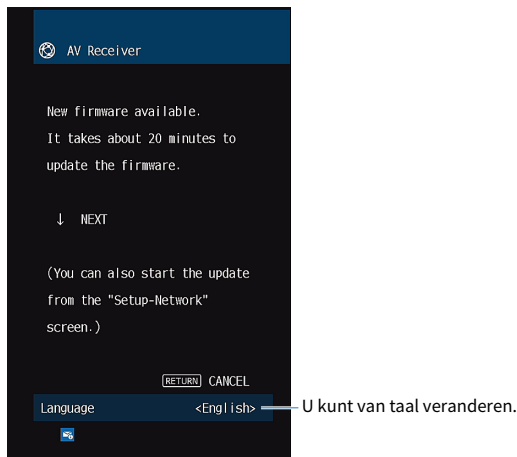 AV Receiver
New firmware available.
It takes about 20 minutes to
update the firmware.
↓ NEXT
(You can also start the update
from the "Setup-Network"
screen.)
RETURN CANCEL
Language <English>
U kunt van taal veranderen.